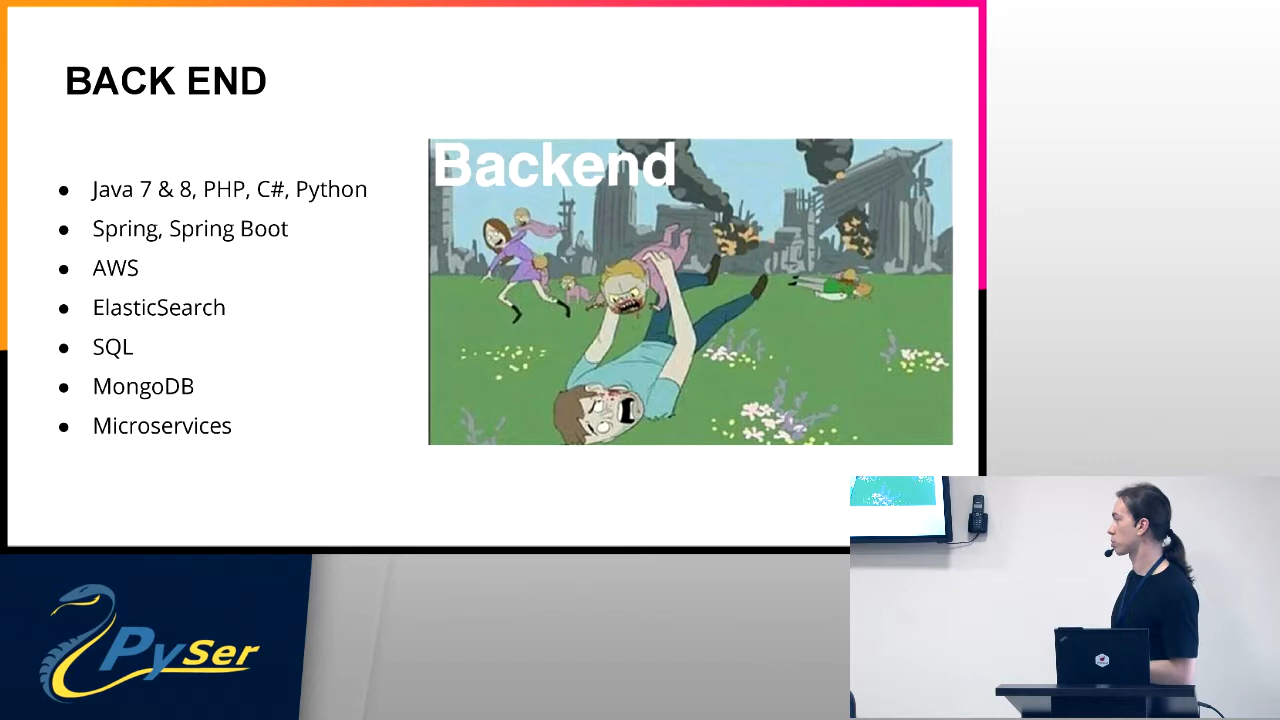 BACK END
Java 7 & 8, PHP, C#, Python
Spring, Spring Boot
AWS
ElasticSearch
SQL
MongoDB
Microservices
Backend
PySer